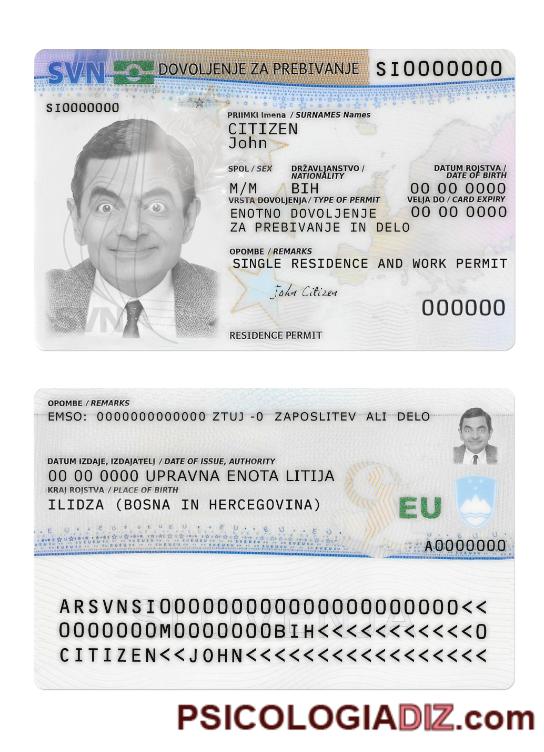 SVN DOVOLJENJE ZA PREBIVANJE SI0000000
SI0000000
PRIIMKI Imena / SURNAMES Names
CITIZEN
John
SPOL / SEX DRŽAVLJANSTVO / NATIONALITY DATUM ROJSTVA / DATE OF BIRTH
M/M BIH 00 00 0000
VRSTA DOVOLJENJA / TYPE OF PERMIT VELJA DO / CARD EXPIRY
ENOTNO DOVOLJENJE 00 00 0000
ZA PREBIVANJE IN DELO
OPOMBE / REMARKS
SINGLE RESIDENCE AND WORK PERMIT
John Citizen
000000
SVN
RESIDENCE PERMIT
OPOMBE / REMARKS
EMSO: 0000000000000 ZTUJ -0 ZAPOSLITEV ALI DELO
DATUM IZDAJE, IZDAJATELJ / DATE OF ISSUE, AUTHORITY
00 00 0000 UPRAVNA ENOTA LITIJA
KRAJ ROJSTVA / PLACE OF BIRTH
ILIDZA (BOSNA IN HERCEGOVINA)
EU
A0000000
ARSVNSI0000000000000000000000<<
0000000M0000000BIH<<<<<<<<<<<0
CITIZEN<<JOHN<<<<<<<<<<<<<<<<<
PSICOLOGIADIZ.com